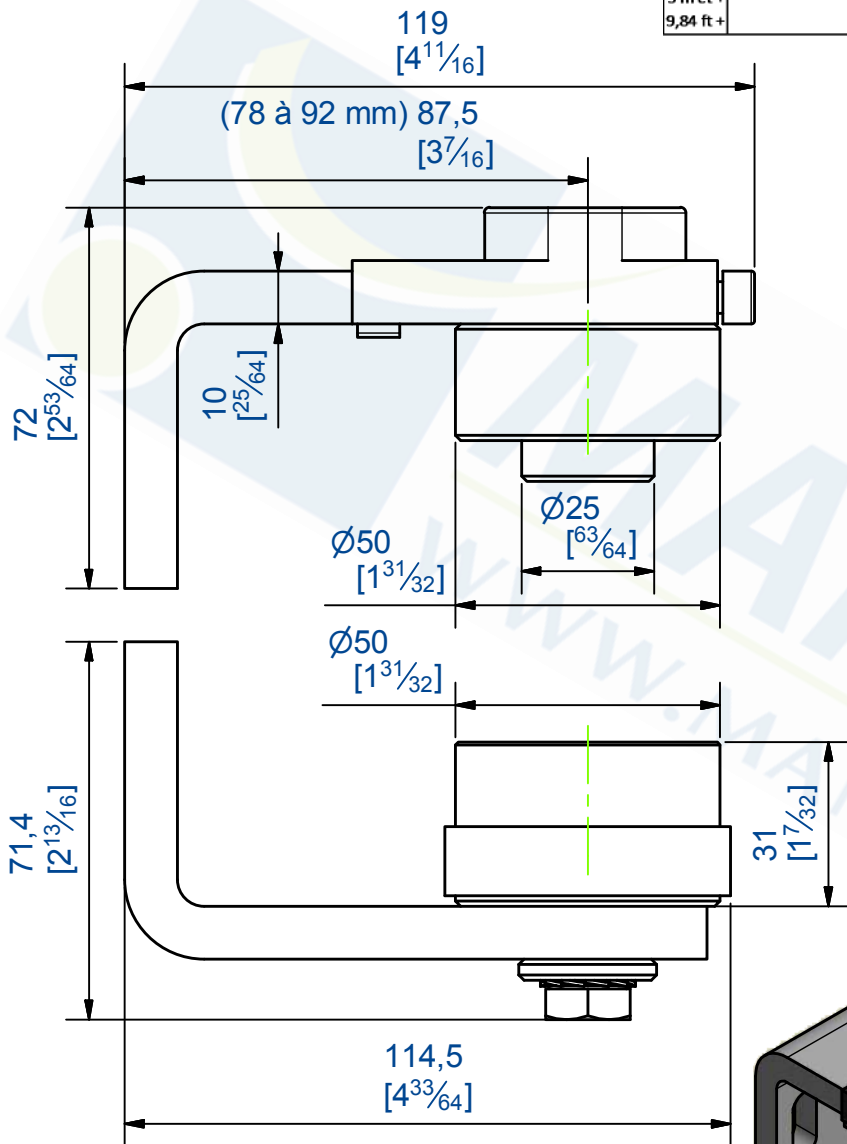 9,84 ft +
119
[4 11/16]
(78 à 92 mm) 87,5
[3 7/16]
72
[2 53/64]
10
[25/64]
Ø25
[63/64]
Ø50
[1 31/32]
Ø50
[1 31/32]
71,4
[2 13/16]
31
[1 7/32]
114,5
[4 33/64]
WWW.MA